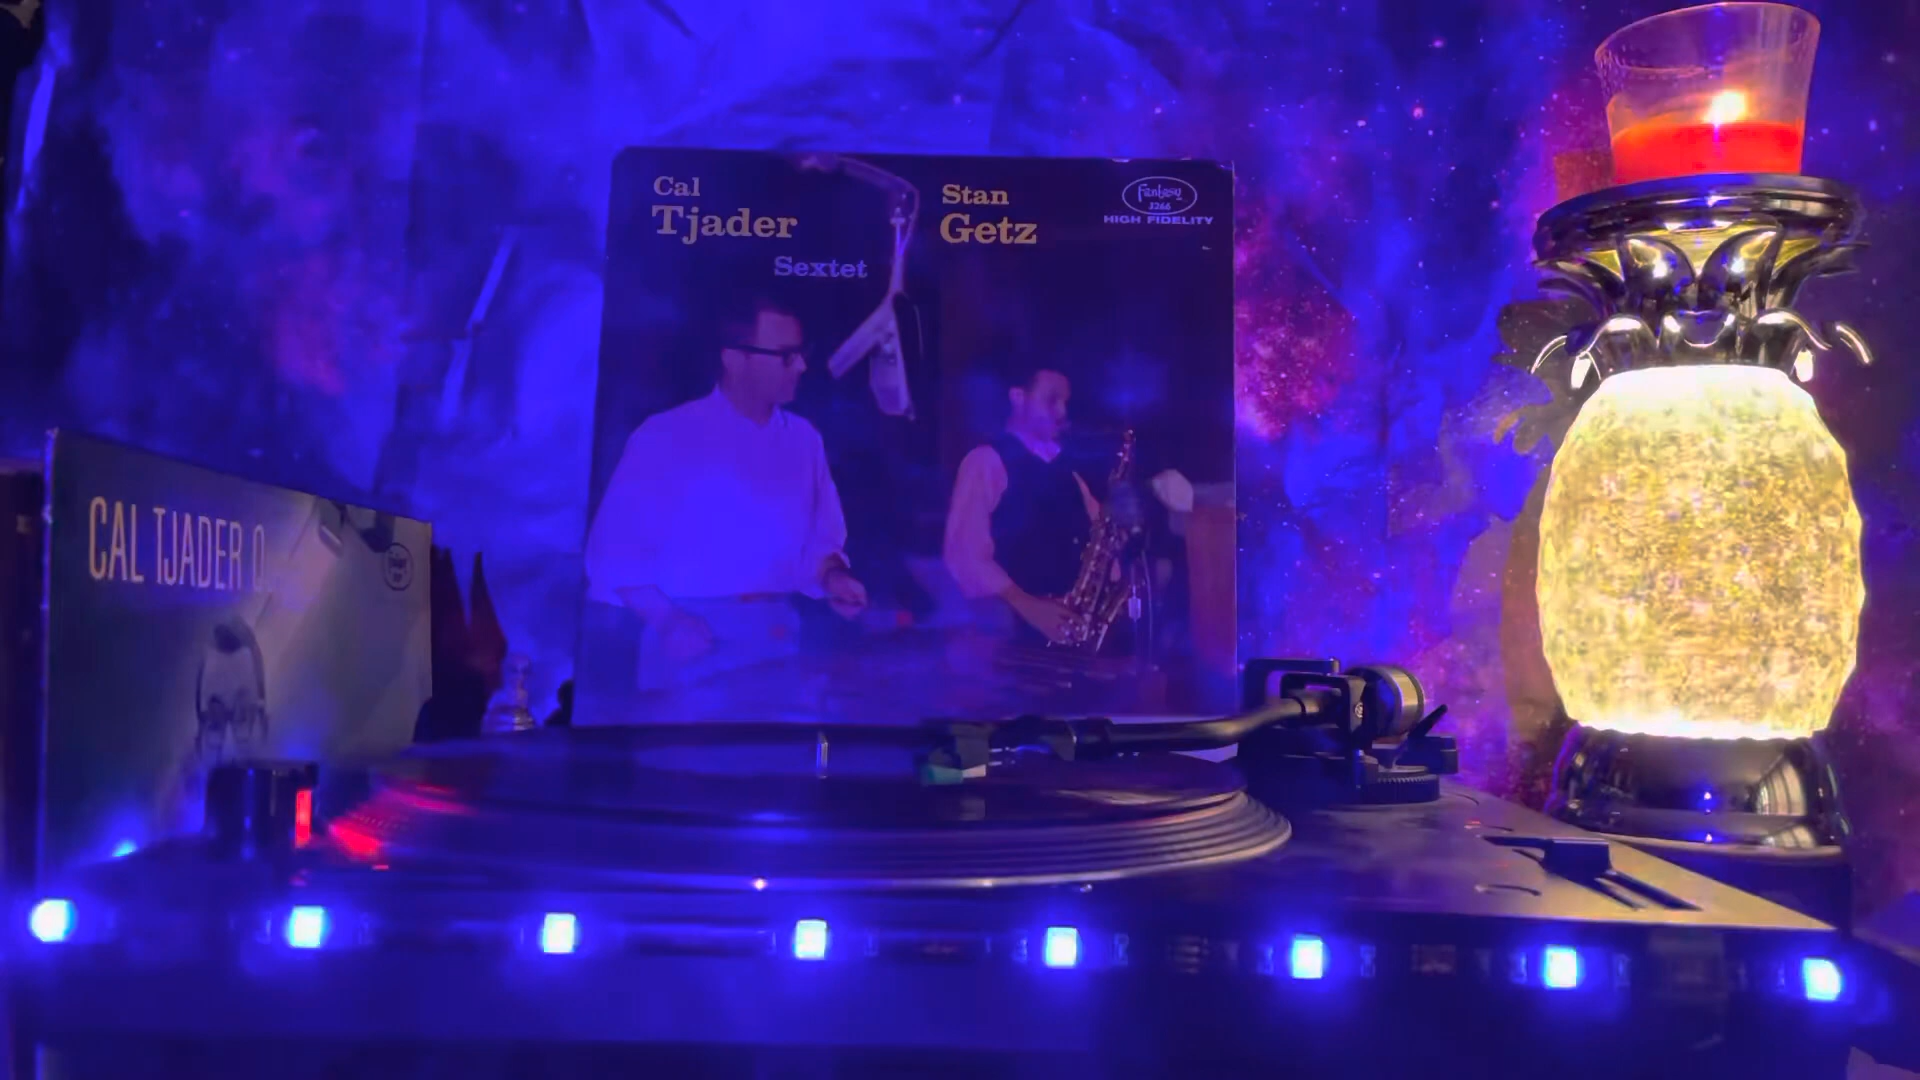 Cal
Tjader
Sextet
Stan
Getz
Fantasy
3266
HIGH FIDELITY
CAL TJADER Q